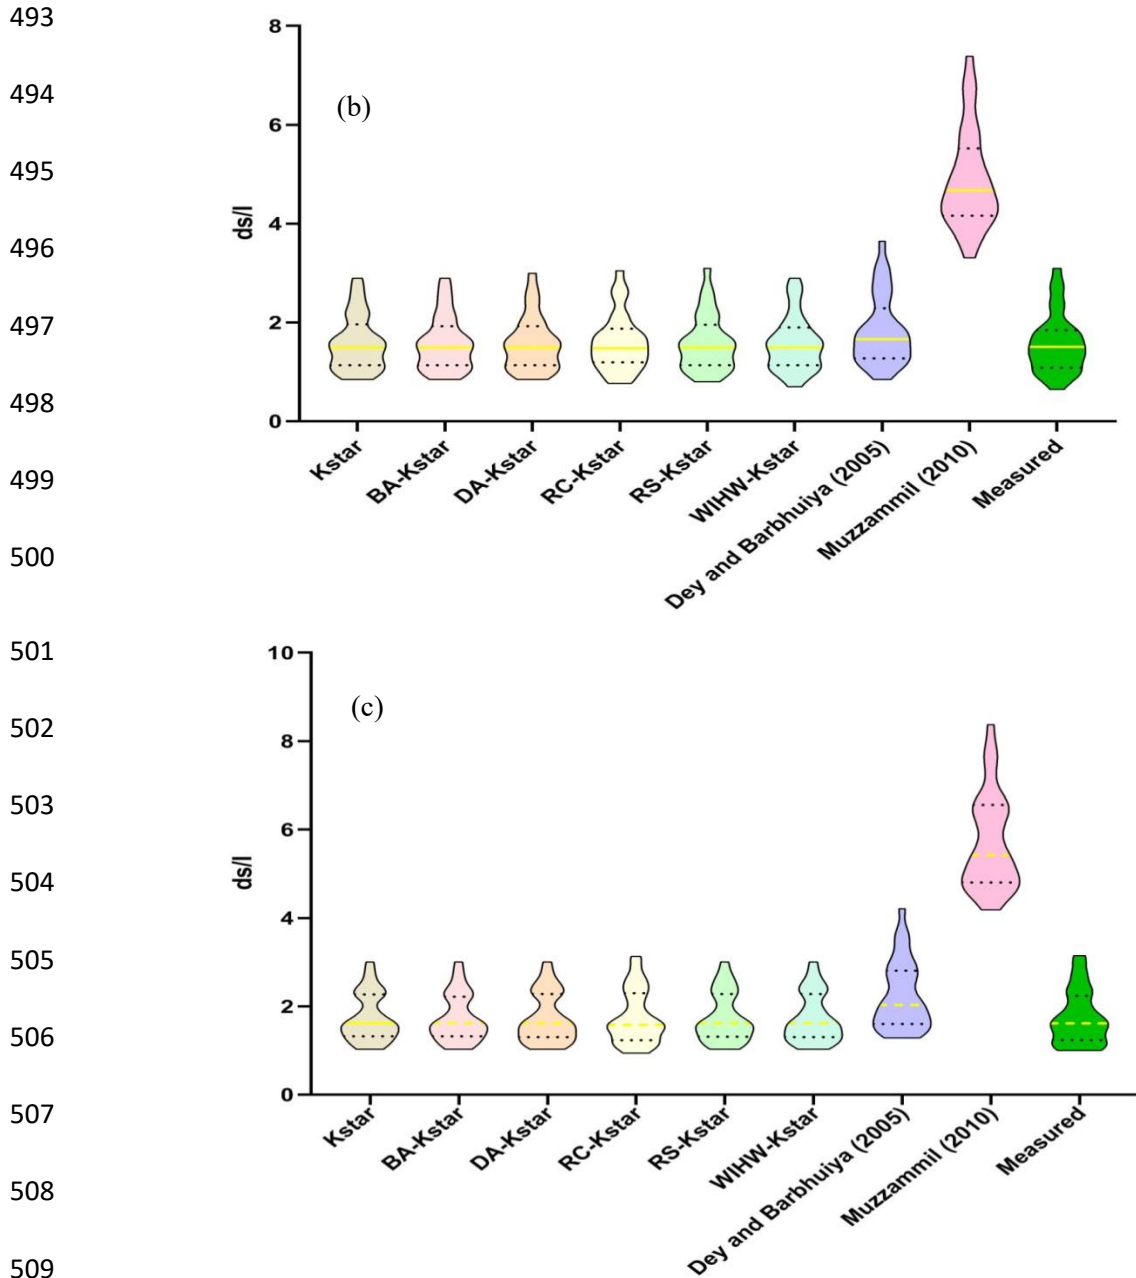 493
8
494
(b)
6
495
ds/l
4
496
497
2
498
0
Kstar
BA-Kstar
DA-Kstar
RC-Kstar
RS-Kstar
WIHW-Kstar
Dey and Barbhuiya (2005)
Muzzammil (2010)
Measured
499
500
501
10
(c)
502
8
503
6
504
ds/l
4
505
2
506
0
Kstar
BA-Kstar
DA-Kstar
RC-Kstar
RS-Kstar
WIHW-Kstar
Dey and Barbhuiya (2005)
Muzzammil (2010)
Measured
507
508
509